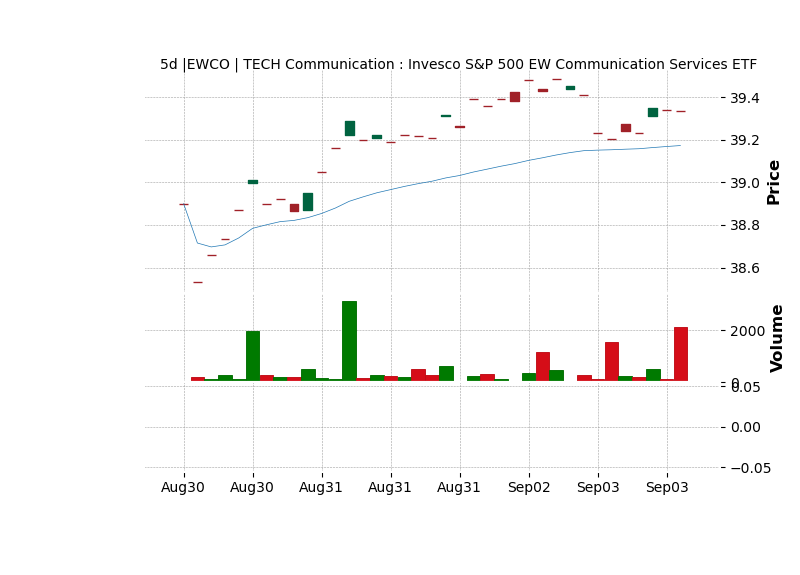 5d |EWCO | TECH Communication : Invesco S&P 500 EW Communication Services ETF
39.4
39.2
39.0
38.8
38.6
Price
2000
0
Volume
0.05
0.00
−0.05
Aug30 Aug30 Aug31 Aug31 Aug31 Sep02 Sep03 Sep03